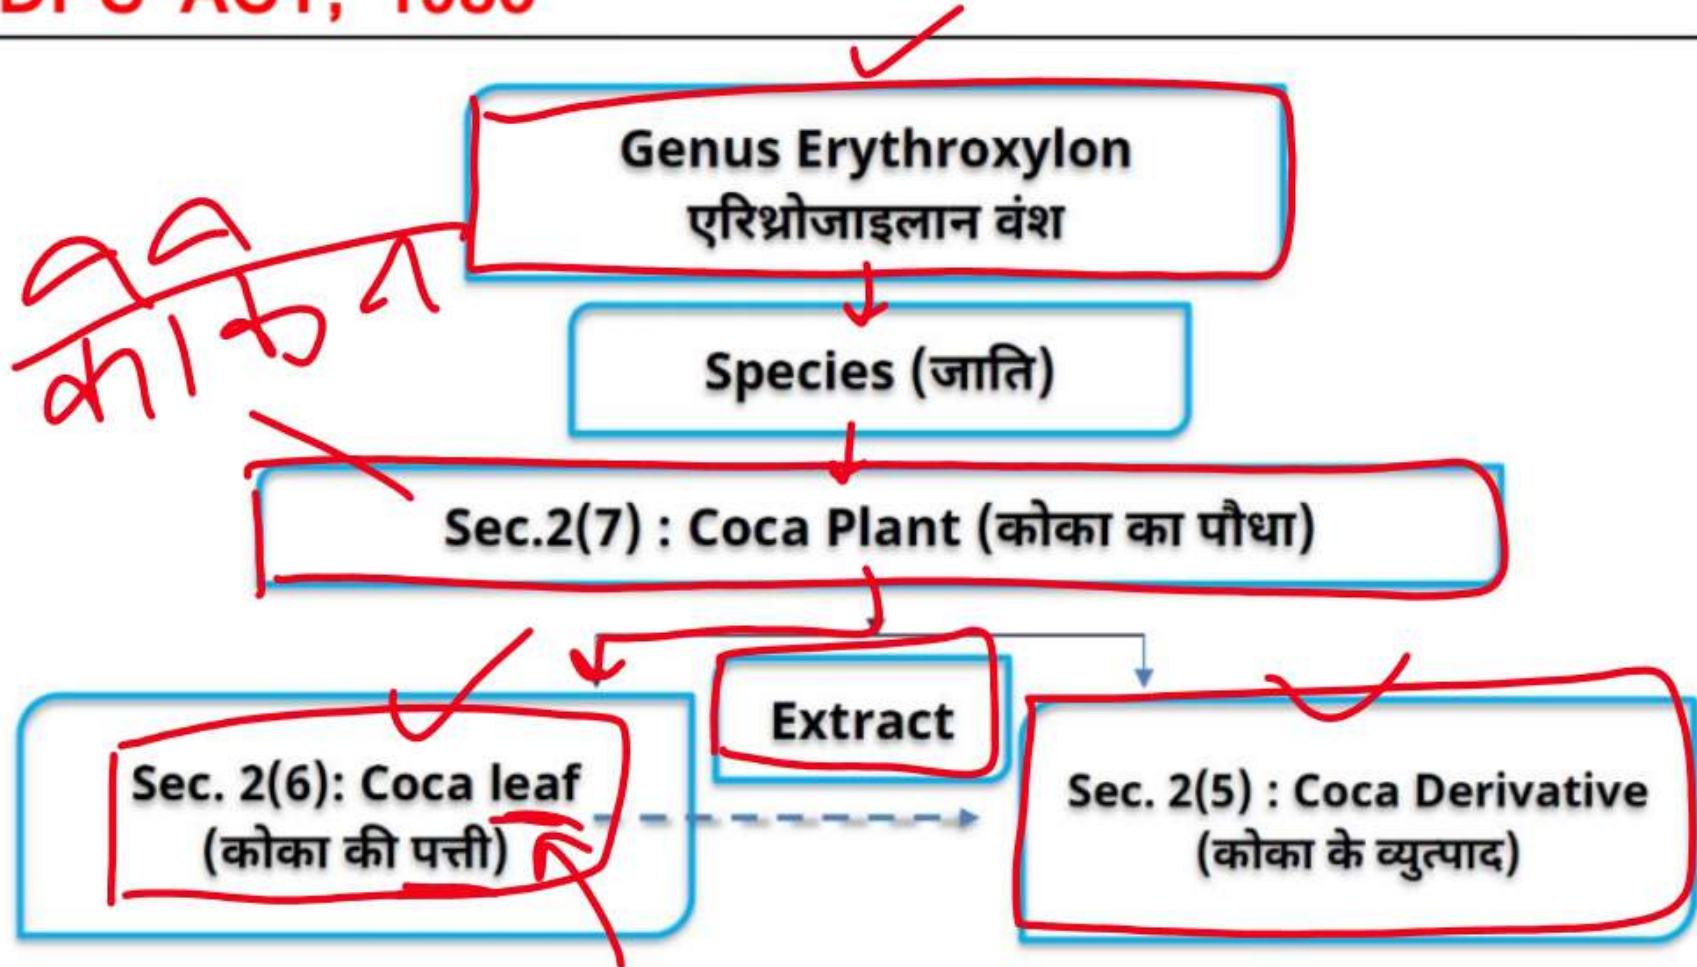 Genus Erythroxylon
एरिथ्रोजाइलान वंश
Species (जाति)
Sec.2(7) : Coca Plant (कोका का पौधा)
Extract
Sec. 2(6): Coca leaf
(कोका की पत्ती)
Sec. 2(5) : Coca Derivative
(कोका के व्युत्पाद)